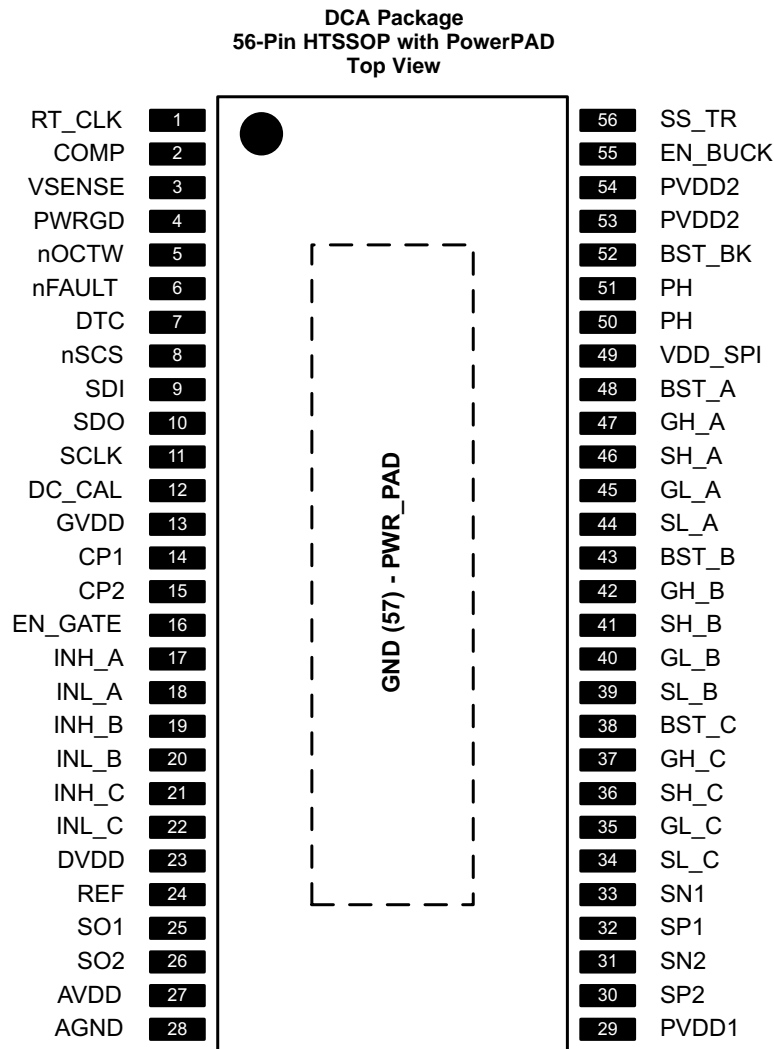 DCA Package
56-Pin HTSSOP with PowerPAD
Top View
RT_CLK 1 56 SS_TR
COMP 2 55 EN_BUCK
VSENSE 3 54 PVDD2
PWRGD 4 53 PVDD2
nOCTW 5 52 BST_BK
nFAULT 6 51 PH
DTC 7 50 PH
nSCS 8 49 VDD_SPI
SDI 9 48 BST_A
SDO 10 47 GH_A
SCLK 11 46 SH_A
DC_CAL 12 45 GL_A
GVDD 13 44 SL_A
CP1 14 43 BST_B
CP2 15 42 GH_B
EN_GATE 16 41 SH_B
INH_A 17 40 GL_B
INL_A 18 39 SL_B
INH_B 19 38 BST_C
INL_B 20 37 GH_C
INH_C 21 36 SH_C
INL_C 22 35 GL_C
DVDD 23 34 SL_C
REF 24 33 SN1
SO1 25 32 SP1
SO2 26 31 SN2
AVDD 27 30 SP2
AGND 28 29 PVDD1
GND (57) - PWR_PAD